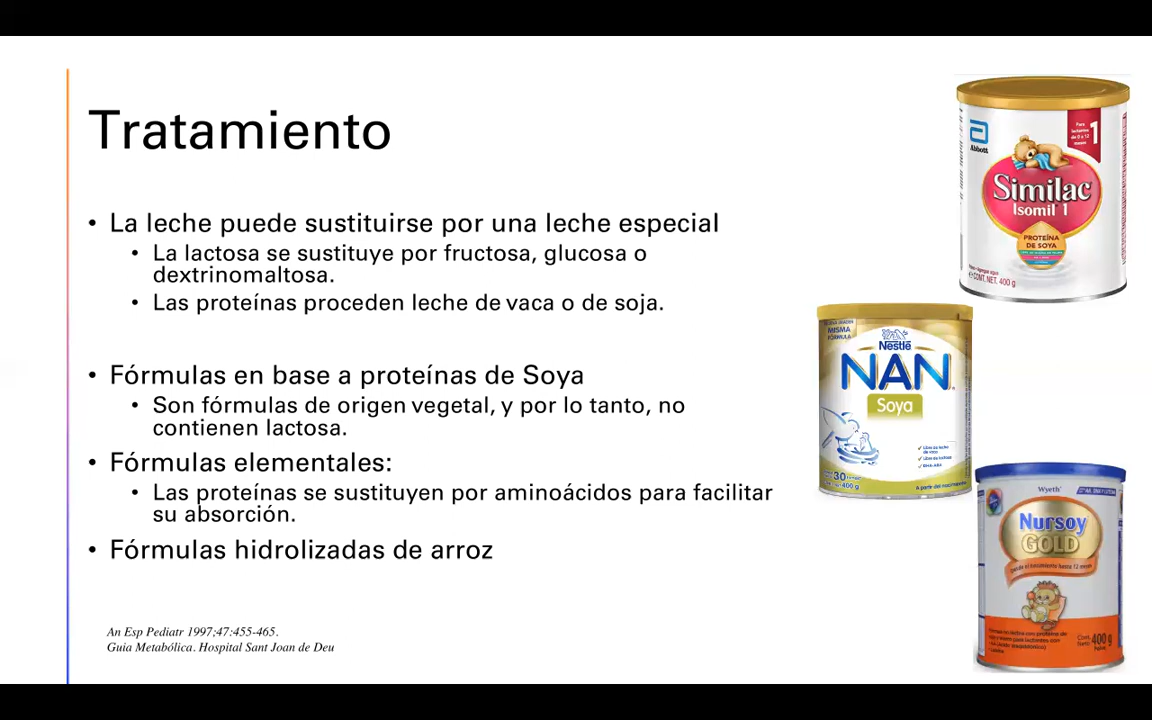 Tratamiento
• La leche puede sustituirse por una leche especial
• La lactosa se sustituye por fructosa, glucosa o
dextrinomaltosa.
• Las proteínas proceden leche de vaca o de soja.
• Fórmulas en base a proteínas de Soya
• Son fórmulas de origen vegetal, y por lo tanto, no
contienen lactosa.
• Fórmulas elementales:
• Las proteínas se sustituyen por aminoácidos para facilitar
su absorción.
• Fórmulas hidrolizadas de arroz
An Esp Pediatr 1997;47:455-465.
Guia Metabólica. Hospital Sant Joan de Deu
Abbott
1
Similac
Isomil 1
PROTEÍNA
DE SOYA
CONT. NET. 400 g
MISMA
FÓRMULA
Nestlé
NAN
Soya
30
400 g
Wyeth
Nursoy
GOLD
400 g